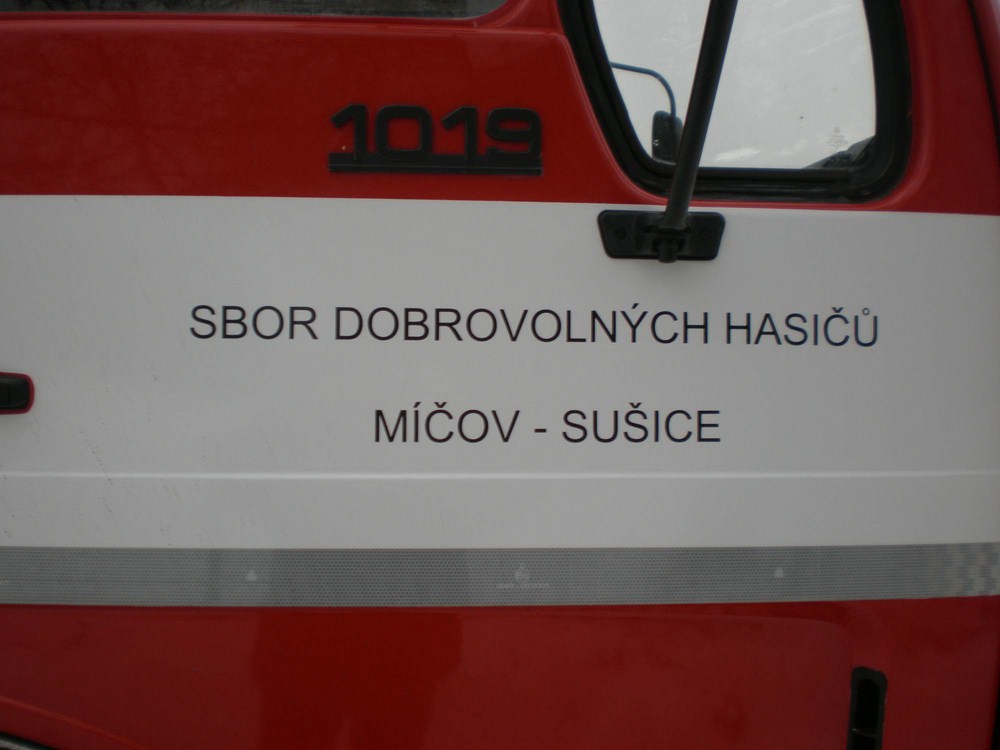 1019
SBOR DOBROVOLNÝCH HASIČŮ
MÍČOV - SUŠICE